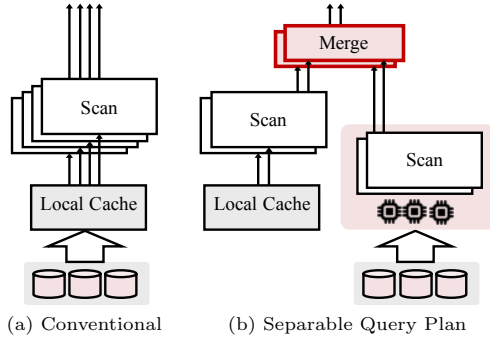 Merge
Scan
Scan
Scan
Local Cache
Local Cache
(a) Conventional
(b) Separable Query Plan